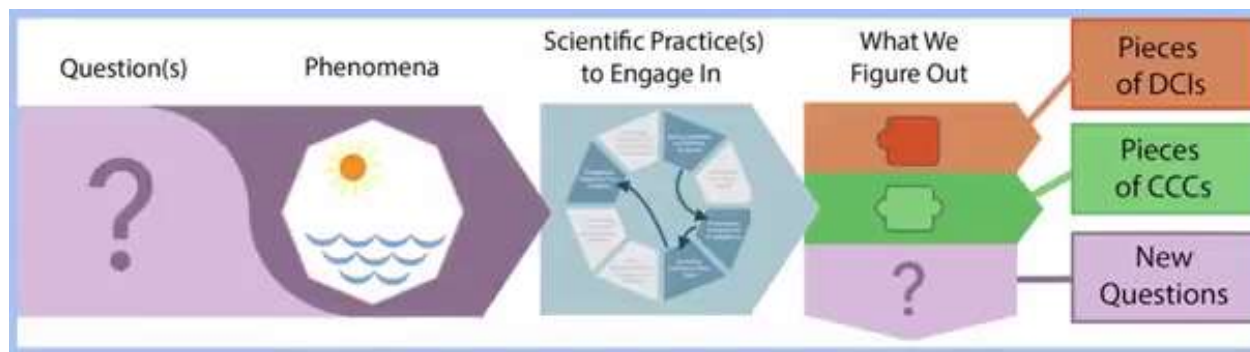 Question(s)
Phenomena
Scientific Practice(s)
to Engage In
What We
Figure Out
Pieces
of DCIs
Pieces
of CCCs
New
Questions
?
?